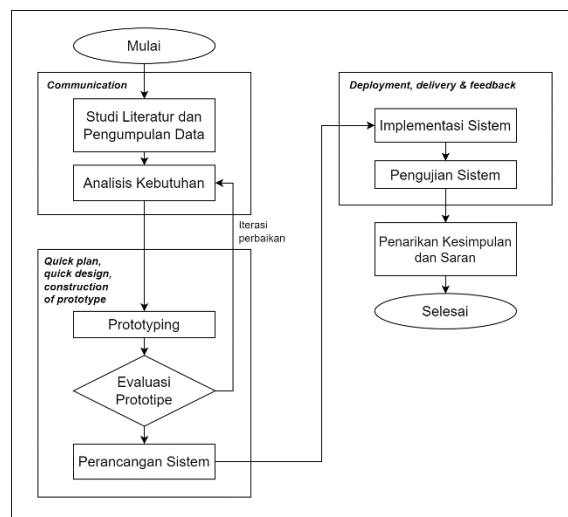 Mulai
Communication
Studi Literatur dan
Pengumpulan Data
Analisis Kebutuhan
Iterasi
perbaikan
Quick plan,
quick design,
construction
of prototype
Prototyping
Evaluasi
Prototipe
Perancangan Sistem
Deployment, delivery & feedback
Implementasi Sistem
Pengujian Sistem
Penarikan Kesimpulan
dan Saran
Selesai